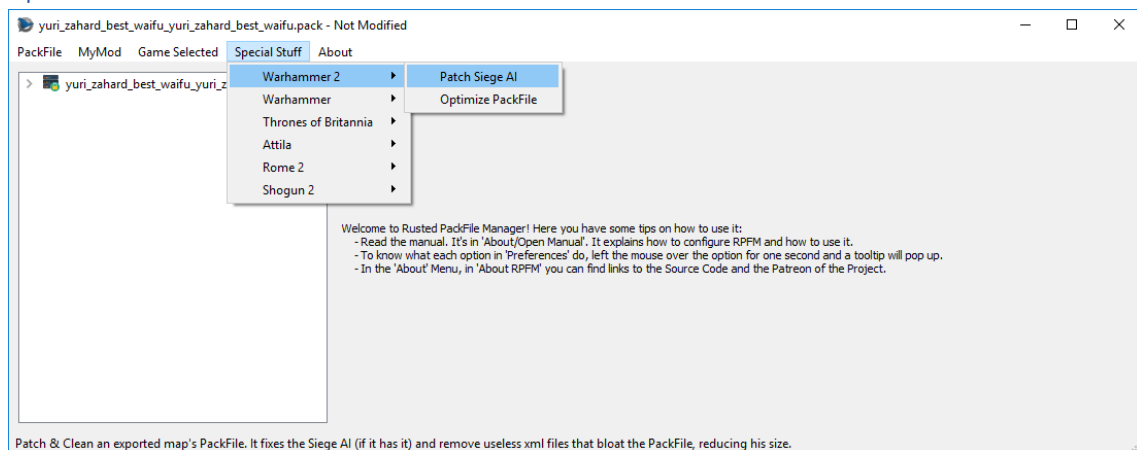 yuri_zahard_best_waifu_yuri_zahard_best_waifu.pack - Not Modified
PackFile MyMod Game Selected Special Stuff About
yuri_zahard_best_waifu_yuri_z
Warhammer 2
Warhammer
Thrones of Britannia
Attila
Rome 2
Shogun 2
Patch Siege AI
Optimize PackFile
Welcome to Rusted PackFile Manager! Here you have some tips on how to use it:
- Read the manual. It's in 'About/Open Manual'. It explains how to configure RPFM and how to use it.
- To know what each option in 'Preferences' do, left the mouse over the option for one second and a tooltip will pop up.
- In the 'About' Menu, in 'About RPFM' you can find links to the Source Code and the Patreon of the Project.
Patch & Clean an exported map's PackFile. It fixes the Siege AI (if it has it) and remove useless xml files that bloat the PackFile, reducing his size.